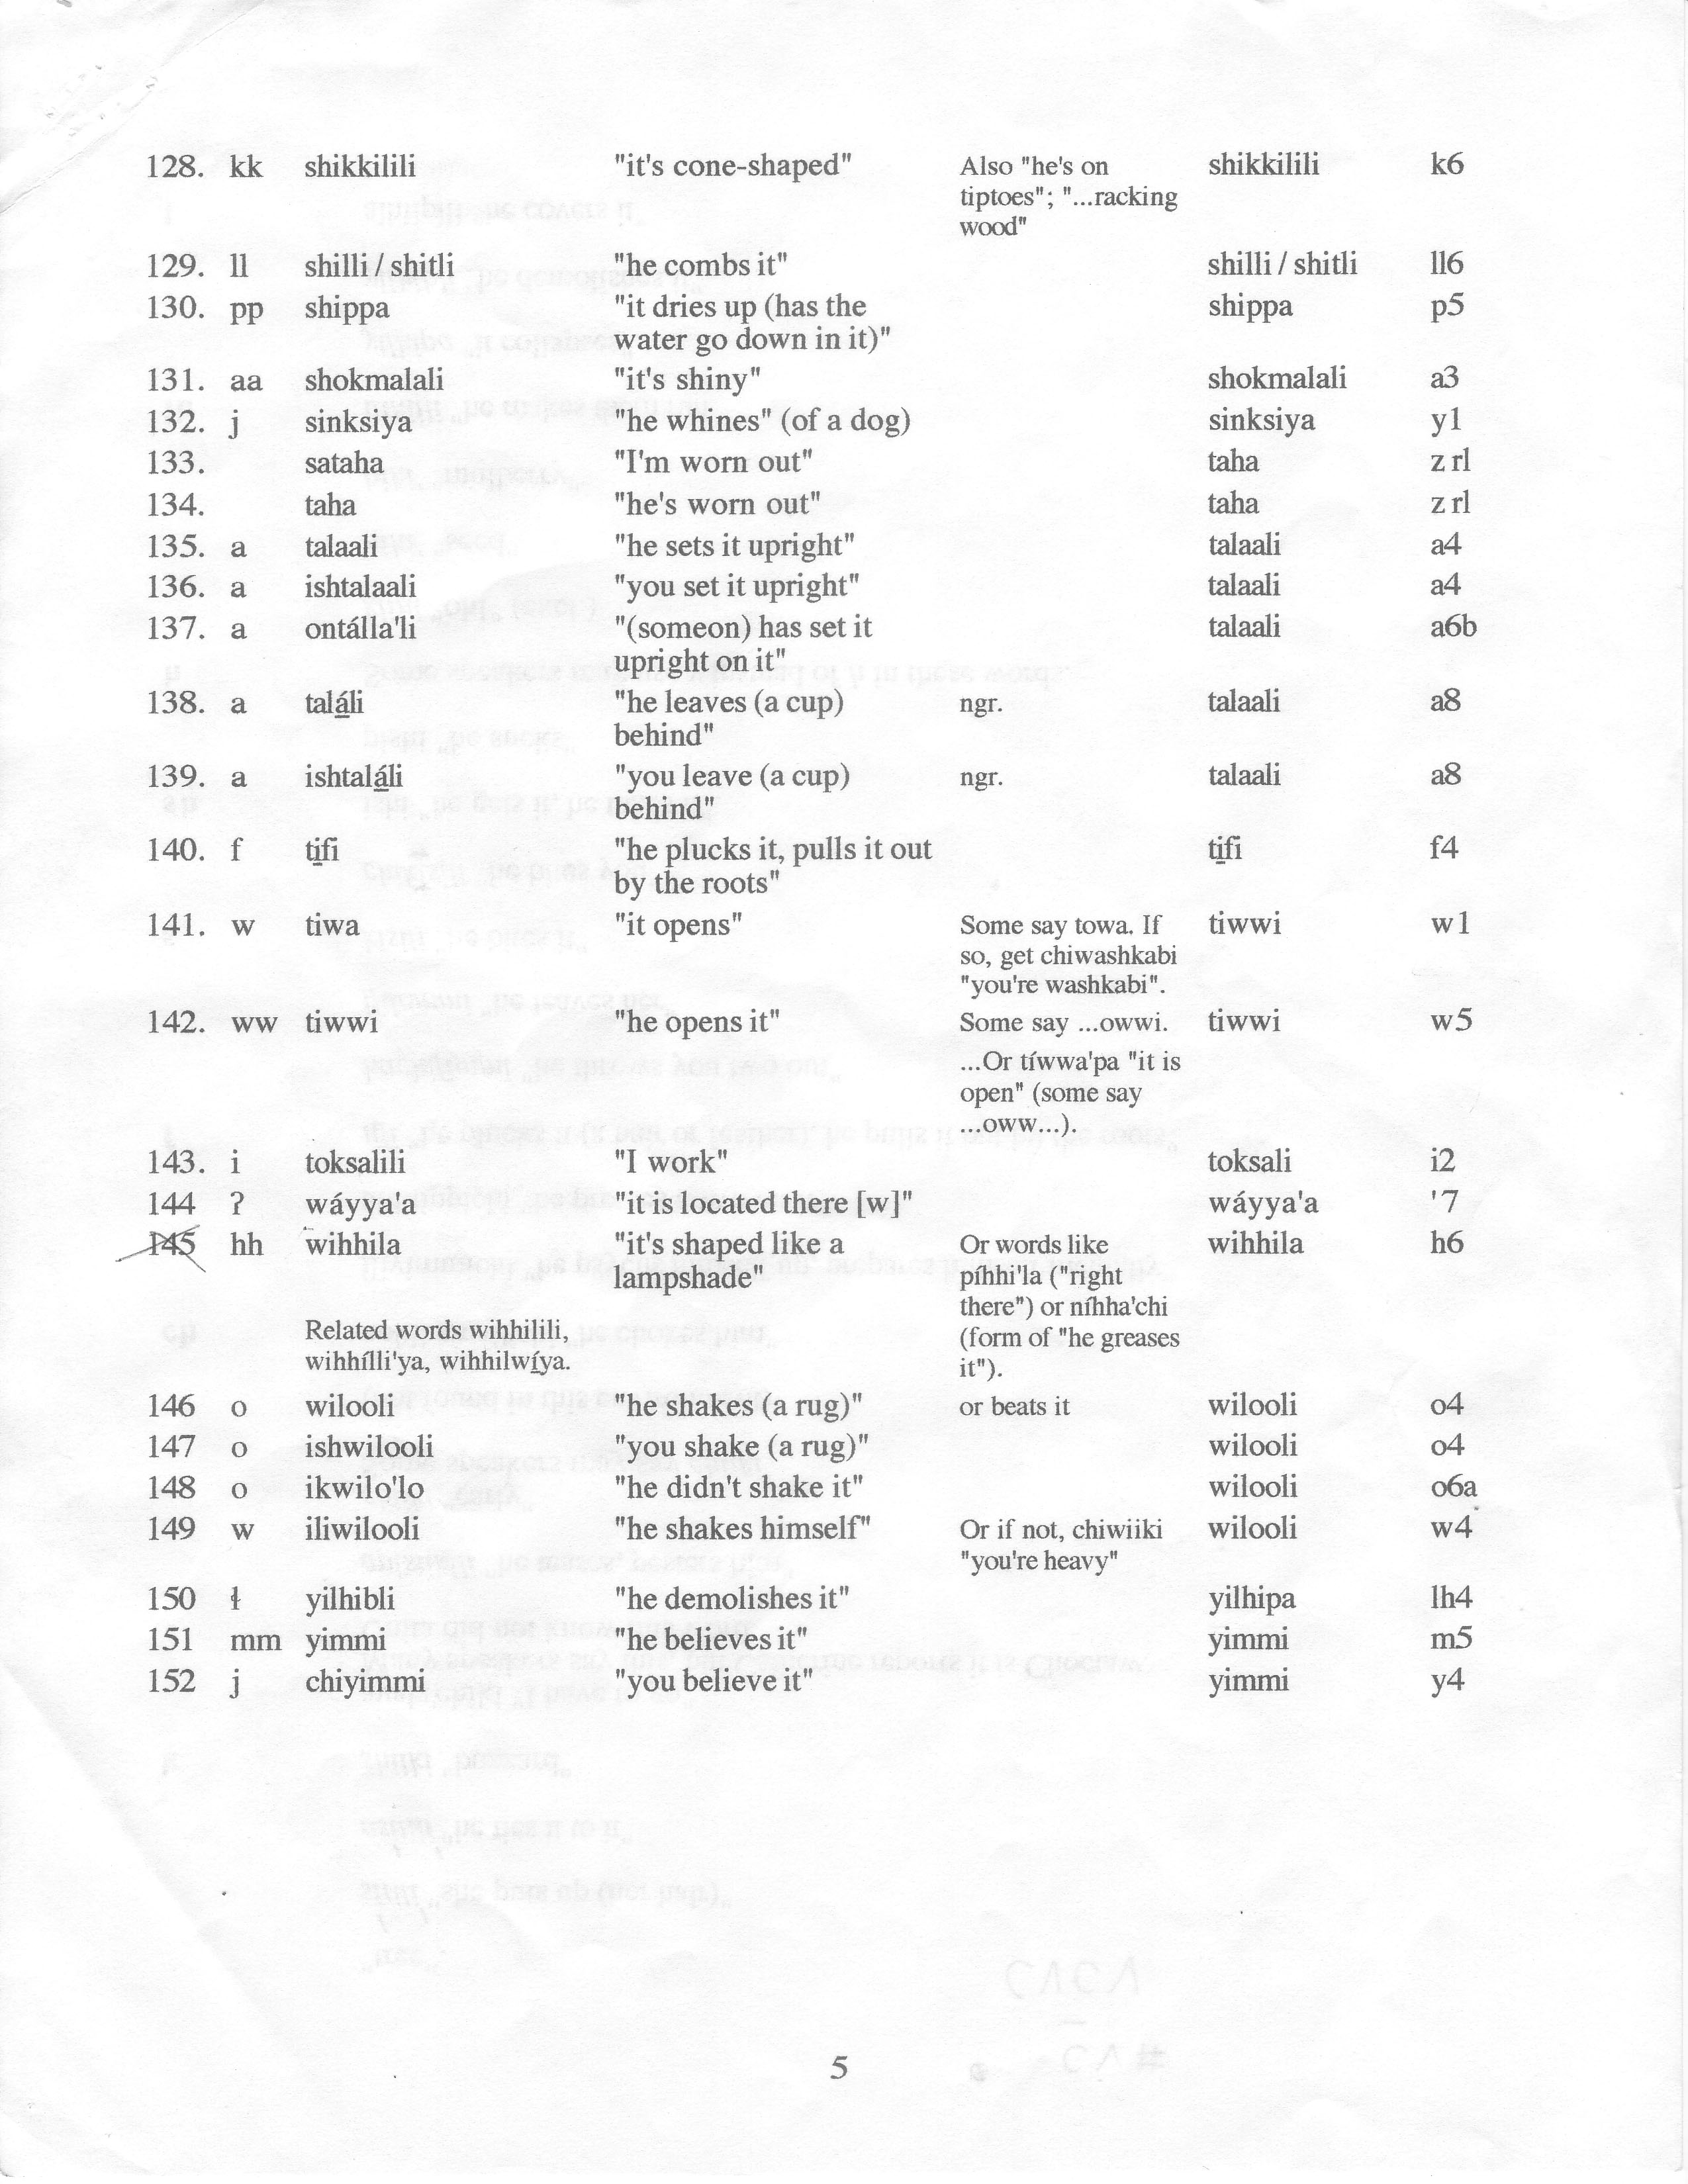 128. kk shikkilili "it's cone-shaped" Also "he's on shikkilili k6
tiptoes"; "...racking
wood"
129. ll shilli / shitli "he combs it" shilli / shitli ll6
130. pp shippa "it dries up (has the shippa p5
water go down in it)"
131. aa shokmalali "it's shiny" shokmalali a3
132. j sinksiya "he whines" (of a dog) sinksiya y1
133. sataha "I'm worn out" taha z rl
134. taha "he's worn out" taha z rl
135. a talaali "he sets it upright" talaali a4
136. a ishtalaali "you set it upright" talaali a4
137. a ontálla'li "(someon) has set it talaali a6b
upright on it"
138. a talá̱li "he leaves (a cup) ngr. talaali a8
behind"
139. a ishtalá̱li "you leave (a cup) ngr. talaali a8
behind"
140. f ti̱fi "he plucks it, pulls it out ti̱fi f4
by the roots"
141. w tiwa "it opens" Some say towa. If tiwwi w1
so, get chiwashkabi
"you're washkabi".
142. ww tiwwi "he opens it" Some say ...owwi. tiwwi w5
...Or tíwwa'pa "it is
open" (some say
...oww...).
143. i toksalili "I work" toksali i2
144 ? wáyya'a "it is located there [w]" wáyya'a '7
145 hh wihhila "it's shaped like a Or words like wihhila h6
lampshade" píhhi'la ("right
there") or níhha'chi
Related words wihhilili, (form of "he greases
wihhílli'ya, wihhilwí̱ya. it").
146 o wilooli "he shakes (a rug)" or beats it wilooli o4
147 o ishwilooli "you shake (a rug)" wilooli o4
148 o ikwilo'lo "he didn't shake it" wilooli o6a
149 w iliwilooli "he shakes himself" Or if not, chiwiiki wilooli w4
"you're heavy"
150 ɬ yilhibli "he demolishes it" yilhipa lh4
151 mm yimmi "he believes it" yimmi m5
152 j chiyimmi "you believe it" yimmi y4
5